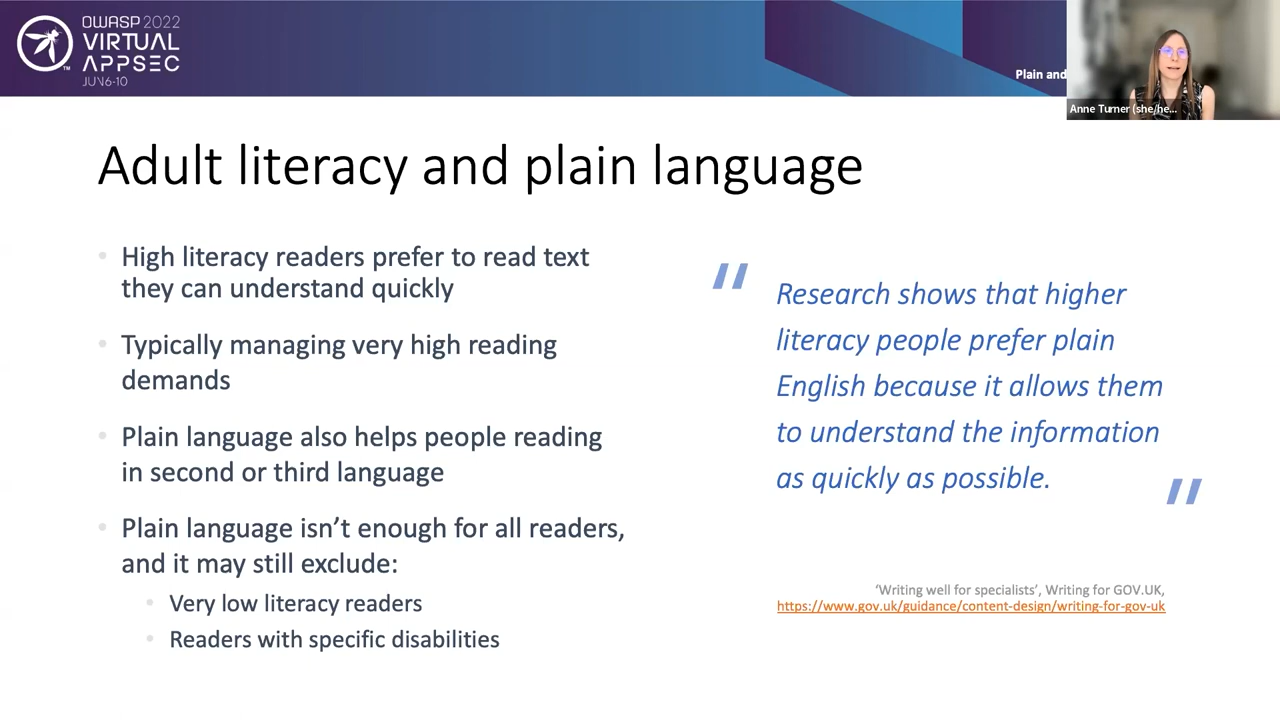 OWASP 2022
VIRTUAL
APPSEC
JUN 6-10
Plain and
Anne Turner (she/he...
Adult literacy and plain language
• High literacy readers prefer to read text
they can understand quickly
• Typically managing very high reading
demands
• Plain language also helps people reading
in second or third language
• Plain language isn’t enough for all readers,
and it may still exclude:
• Very low literacy readers
• Readers with specific disabilities
"
Research shows that higher
literacy people prefer plain
English because it allows them
to understand the information
as quickly as possible.
"
‘Writing well for specialists’, Writing for GOV.UK,
https://www.gov.uk/guidance/content-design/writing-for-gov-uk